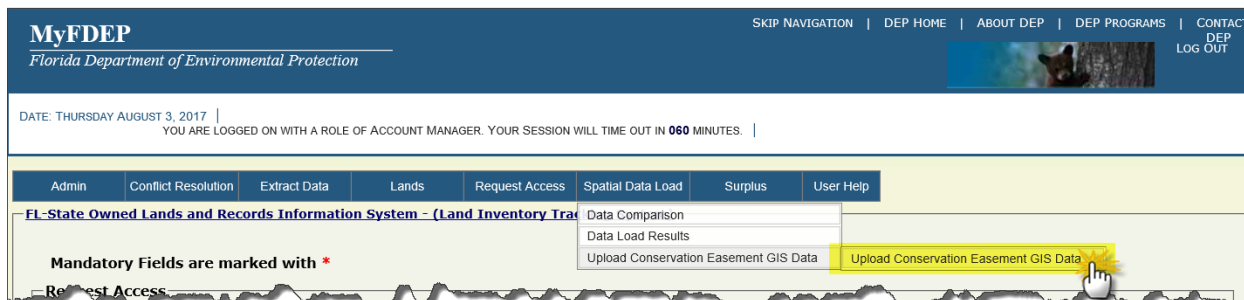 SKIP NAVIGATION | DEP HOME | ABOUT DEP | DEP PROGRAMS | CONTACT DEP
LOG OUT
MyFDEP
Florida Department of Environmental Protection
DATE: THURSDAY AUGUST 3, 2017 |
YOU ARE LOGGED ON WITH A ROLE OF ACCOUNT MANAGER. YOUR SESSION WILL TIME OUT IN 060 MINUTES. |
Admin Conflict Resolution Extract Data Lands Request Access Spatial Data Load Surplus User Help
FL-State Owned Lands and Records Information System - (Land Inventory Tra
Data Comparison
Data Load Results
Upload Conservation Easement GIS Data Upload Conservation Easement GIS Data
Mandatory Fields are marked with *
Request Access